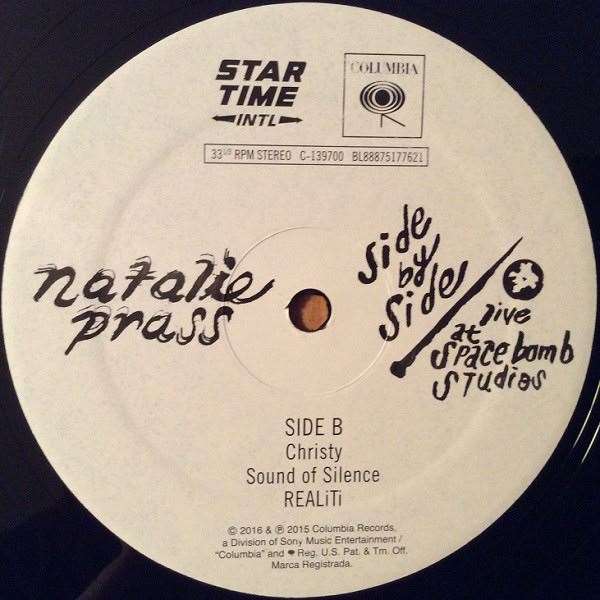 STAR
TIME
INTL
COLUMBIA
33 1/3 RPM STEREO C-139700 BL88875177621
natalie
prass
Side
by
Side
live
at
spacebomb
studios
SIDE B
Christy
Sound of Silence
REALiTi
© 2016 & ℗ 2015 Columbia Records,
a Division of Sony Music Entertainment /
"Columbia" and Reg. U.S. Pat. & Tm. Off.
Marca Registrada.